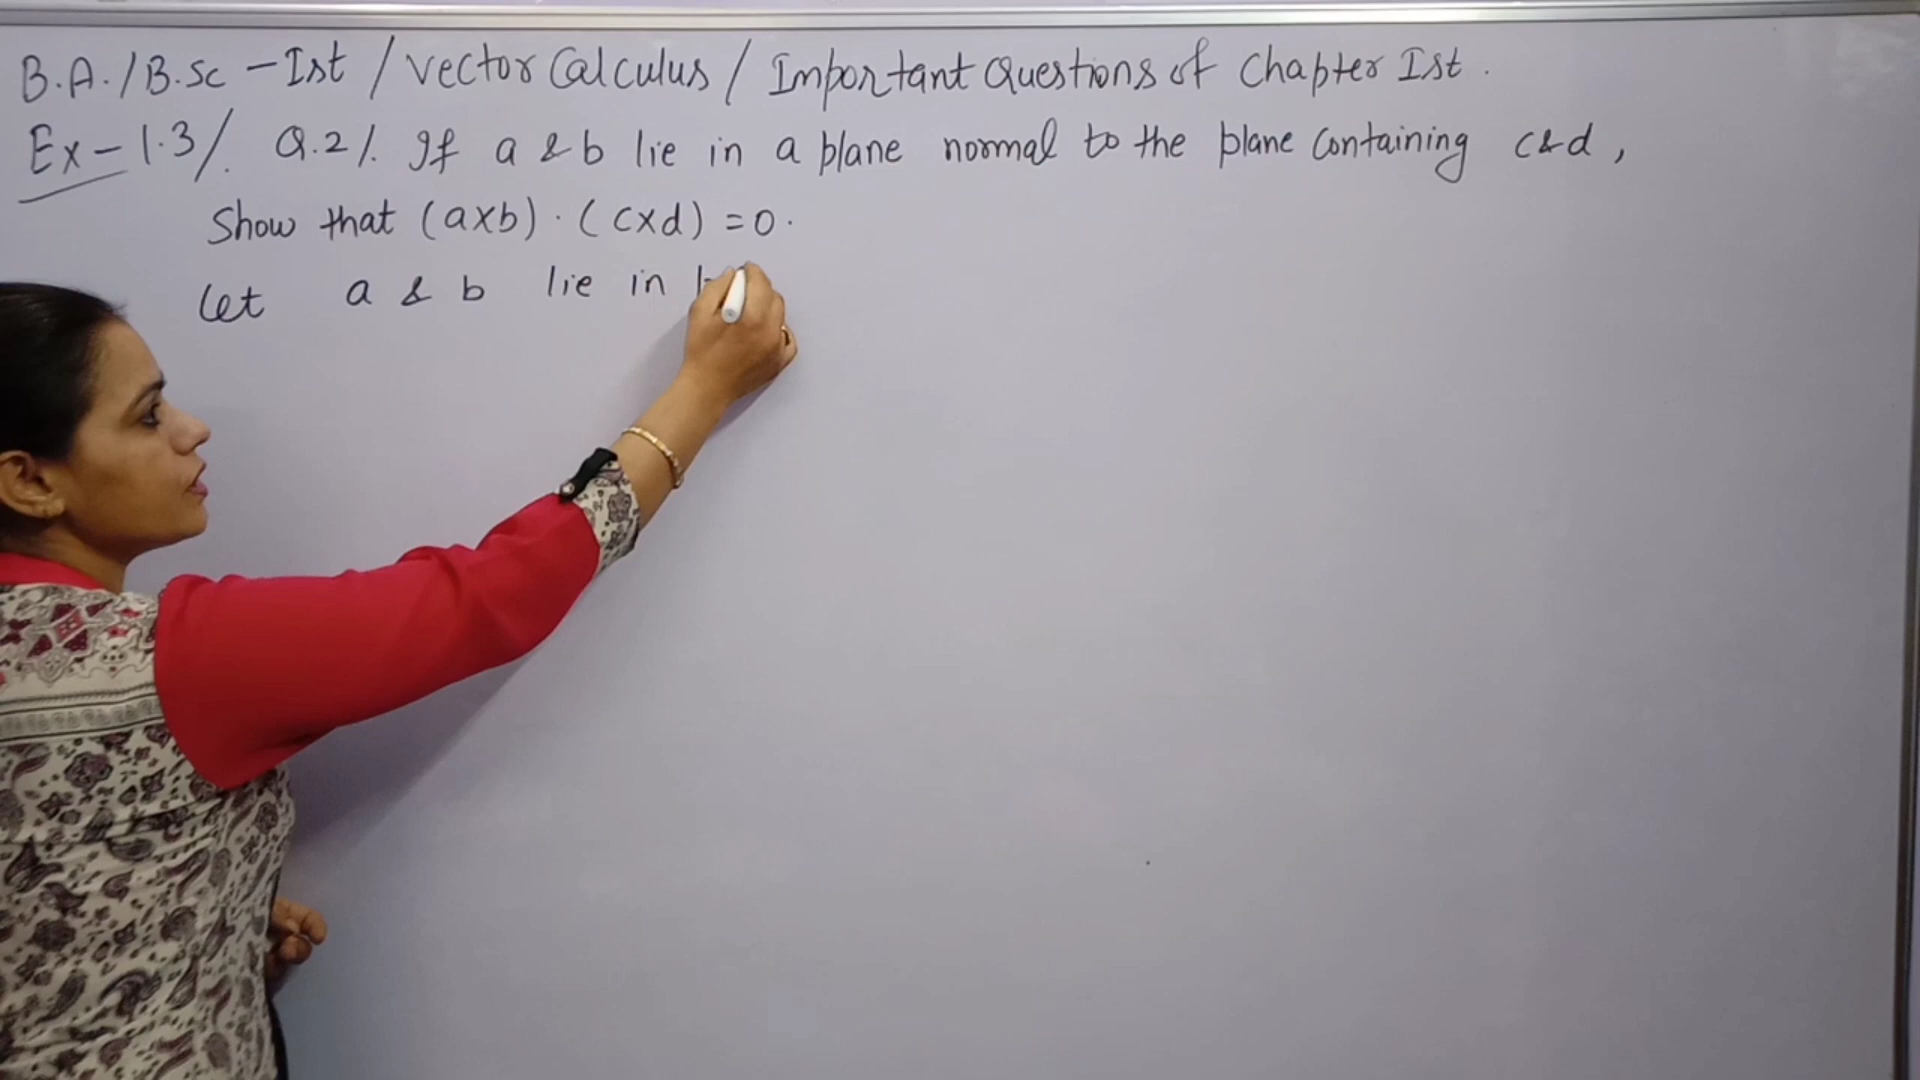 B.A./B.Sc - Ist / Vector Calculus / Important Questions of Chapter Ist.
Ex - 1.3/. Q.2/. If a & b lie in a plane normal to the plane containing c & d,
Show that (a×b) · (c×d) = 0.
Let a & b lie in